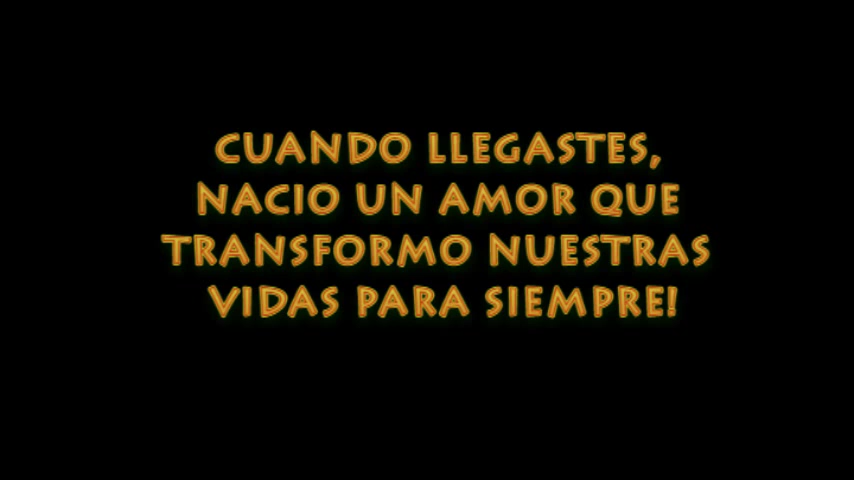 CUANDO LLEGASTES,
NACIO UN AMOR QUE
TRANSFORMO NUESTRAS
VIDAS PARA SIEMPRE!